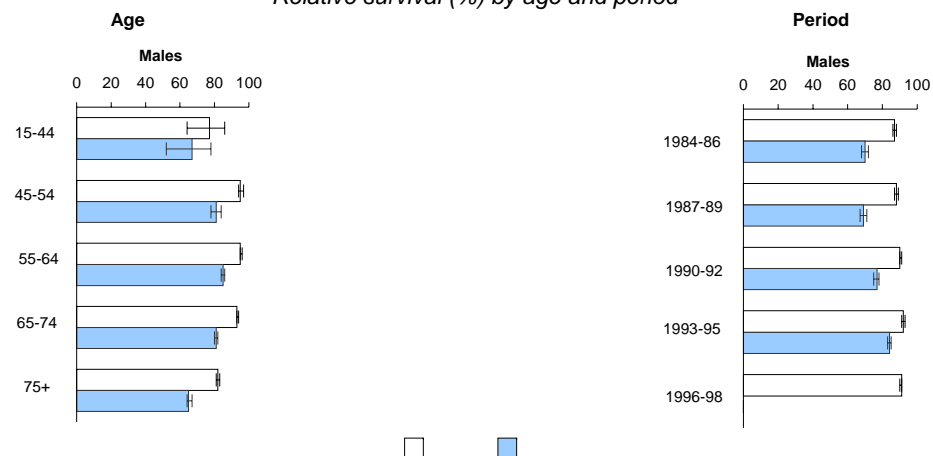 Relative survival (%) by age and period
Age
Males
0 20 40 60 80 100
15-44
45-54
55-64
65-74
75+
Period
Males
0 20 40 60 80 100
1984-86
1987-89
1990-92
1993-95
1996-98